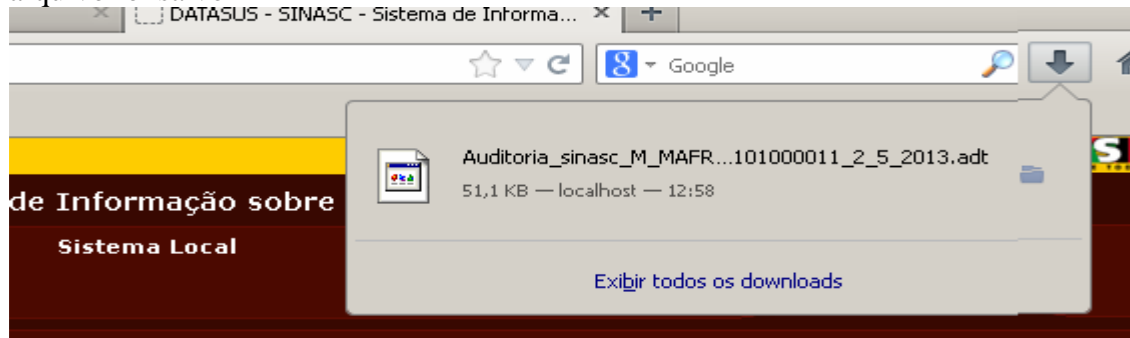 DATASUS - SINASC - Sistema de Informa...
Google
Auditoria_sinasc_M_MAFR...101000011_2_5_2013.adt
51,1 KB — localhost — 12:58
de Informação sobre
Sistema Local
Exibir todos os downloads